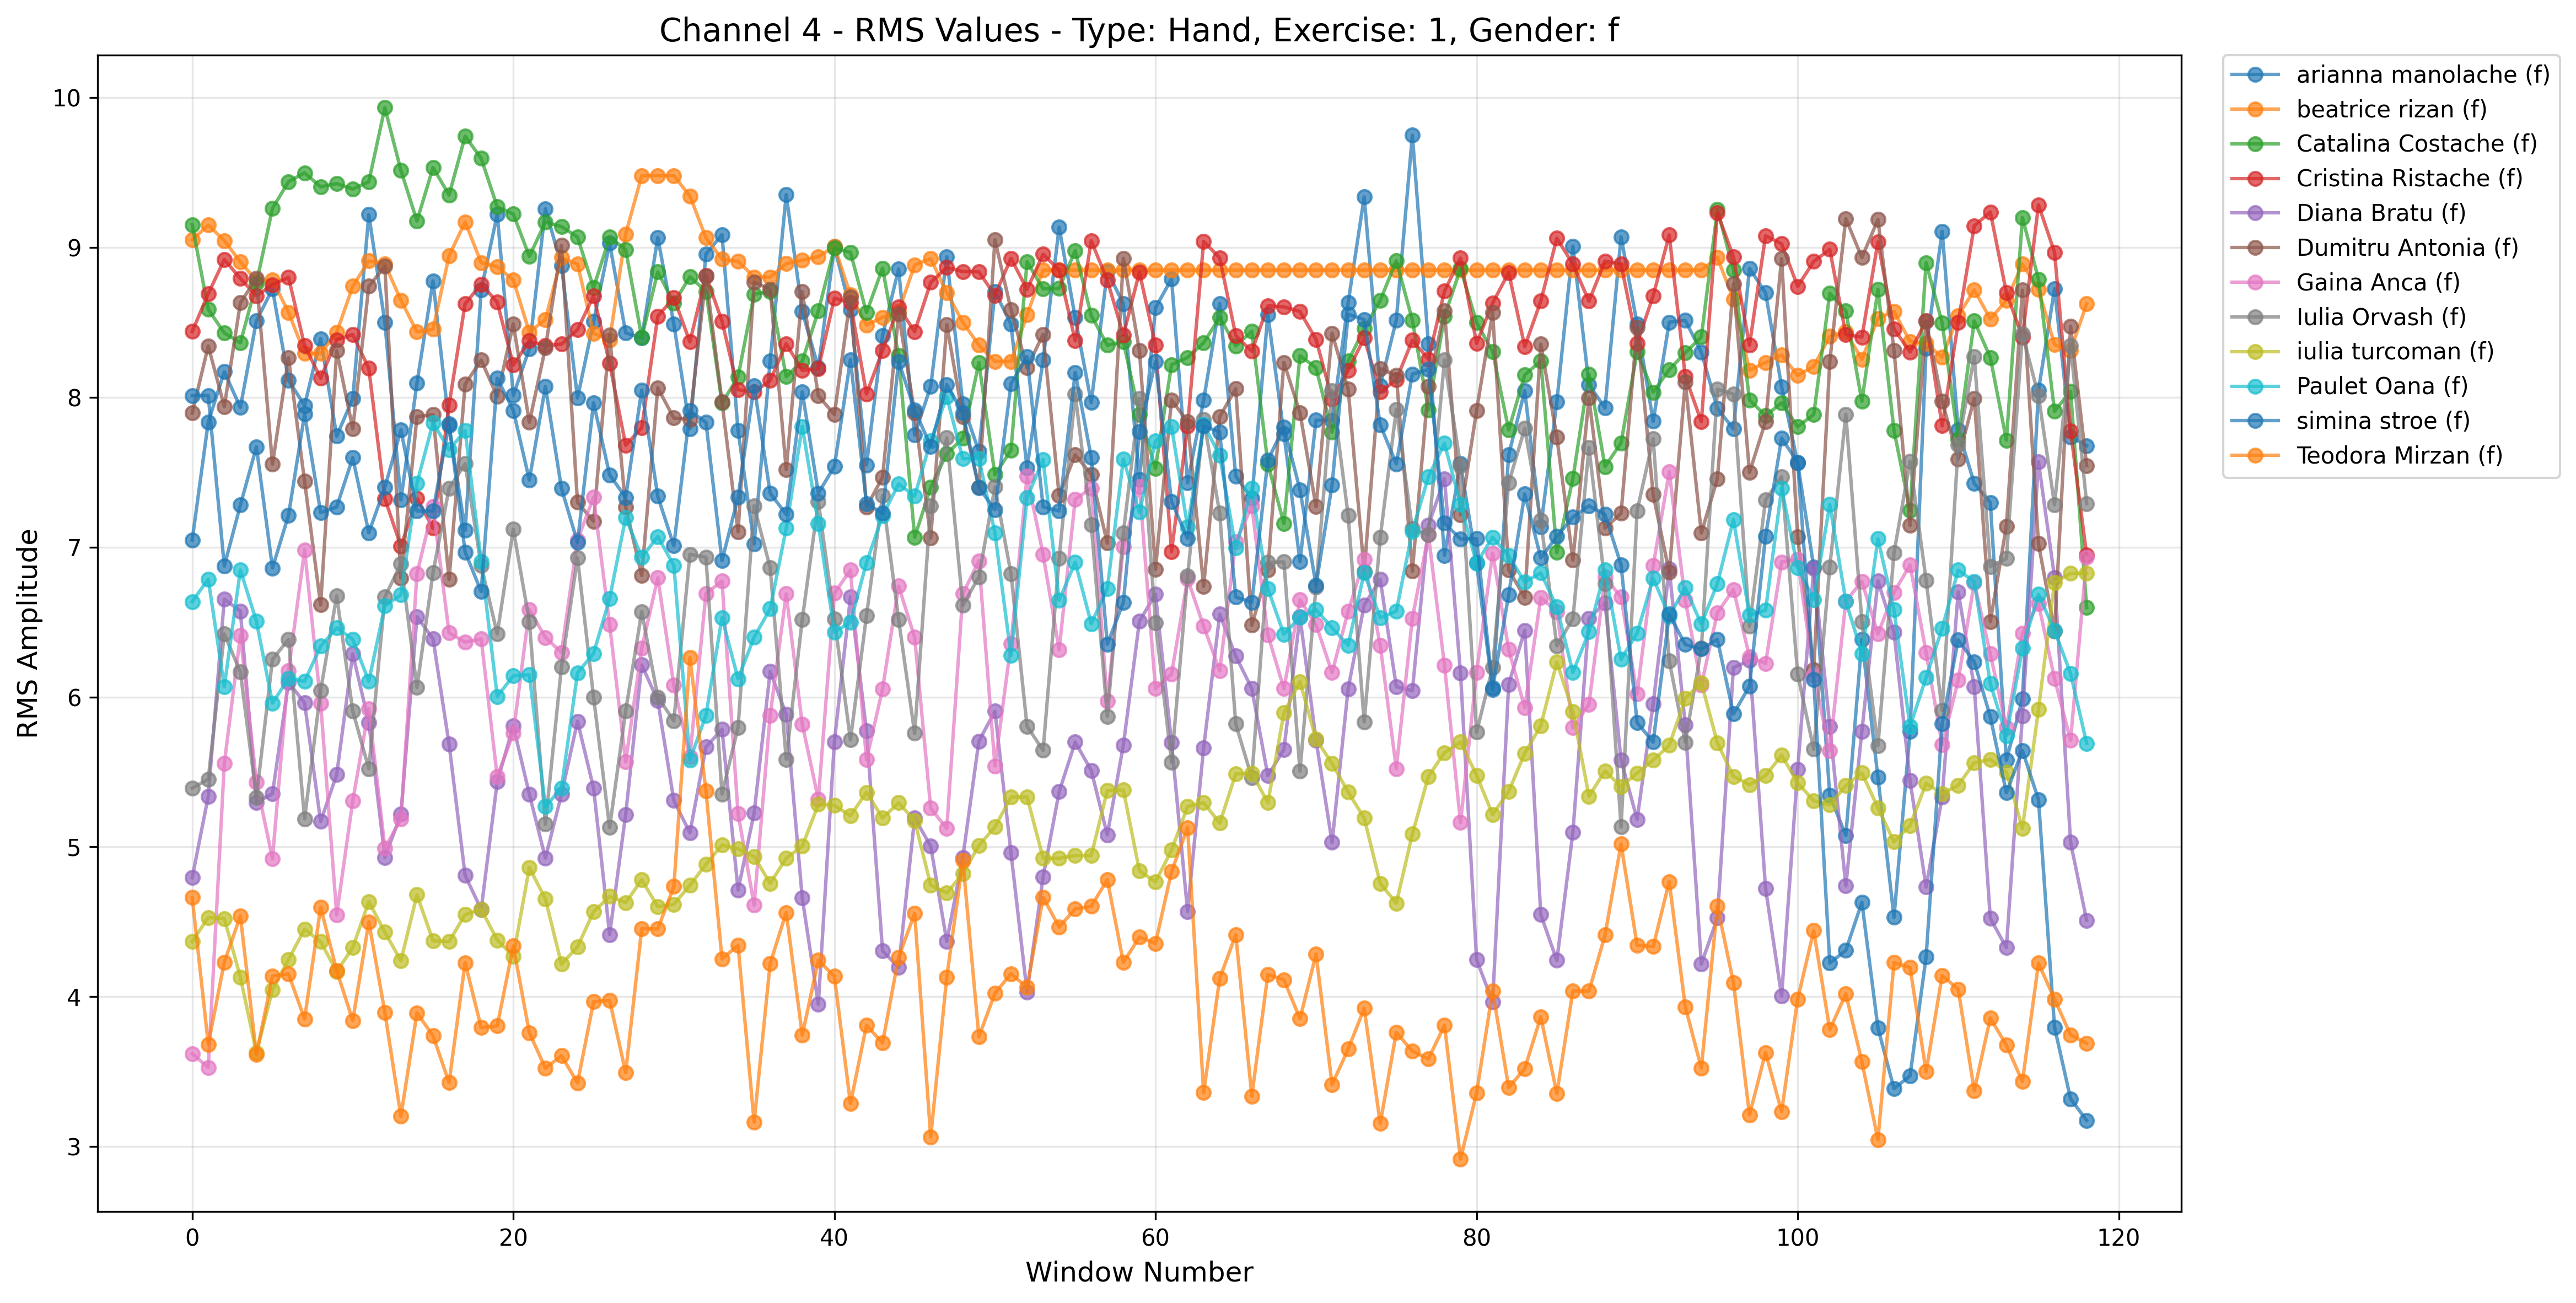 Channel 4 - RMS Values - Type: Hand, Exercise: 1, Gender: f
RMS Amplitude
10
9
8
7
6
5
4
3
0
20
40
60
80
100
120
Window Number
arianna manolache (f)
beatrice rizan (f)
Catalina Costache (f)
Cristina Ristache (f)
Diana Bratu (f)
Dumitru Antonia (f)
Gaina Anca (f)
Iulia Orvash (f)
iulia turcoman (f)
Paulet Oana (f)
simina stroe (f)
Teodora Mirzan (f)